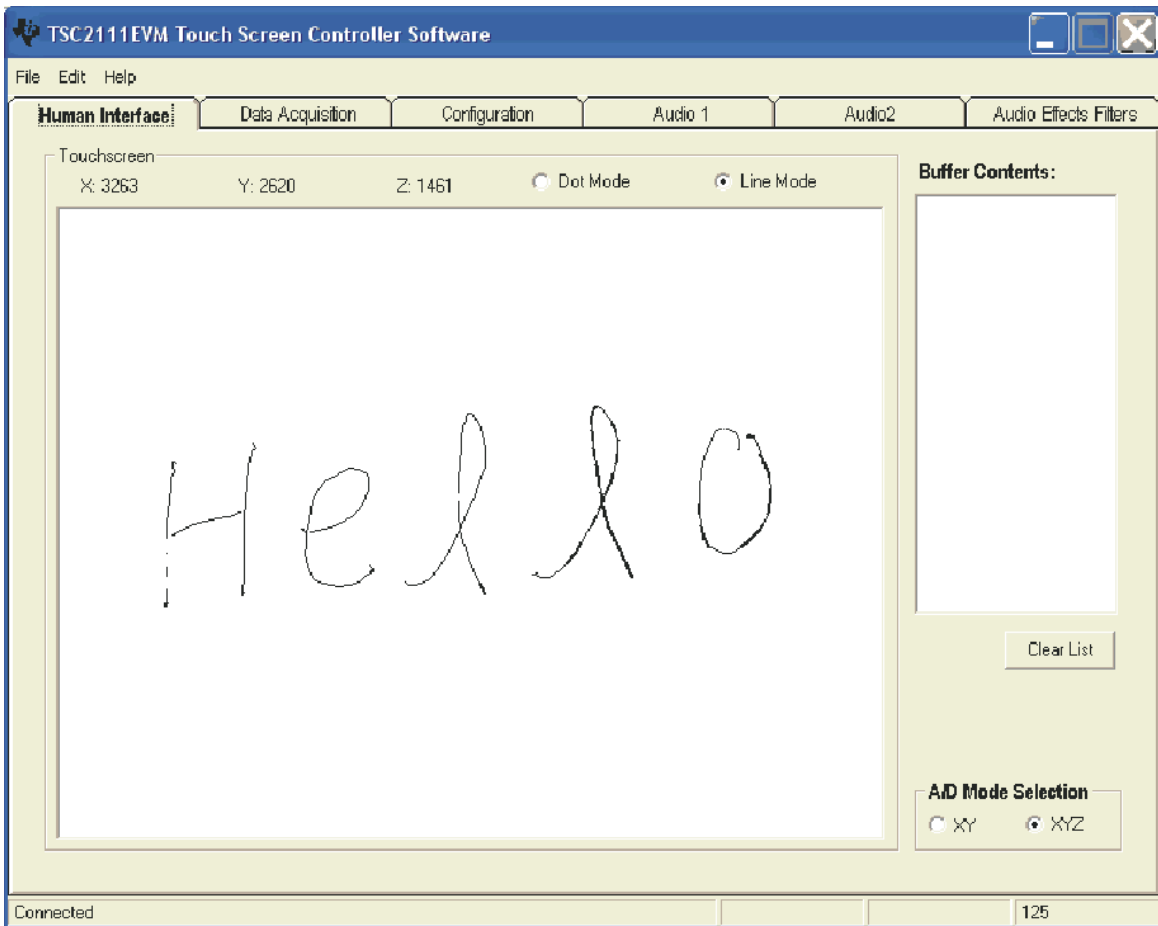 TSC2111EVM Touch Screen Controller Software
File Edit Help
Human Interface Data Acquisition Configuration Audio 1 Audio2 Audio Effects Filters
Touchscreen
X: 3263 Y: 2620 Z: 1461 Dot Mode Line Mode
Buffer Contents:
Hello
Clear List
A/D Mode Selection
XY XYZ
Connected 125